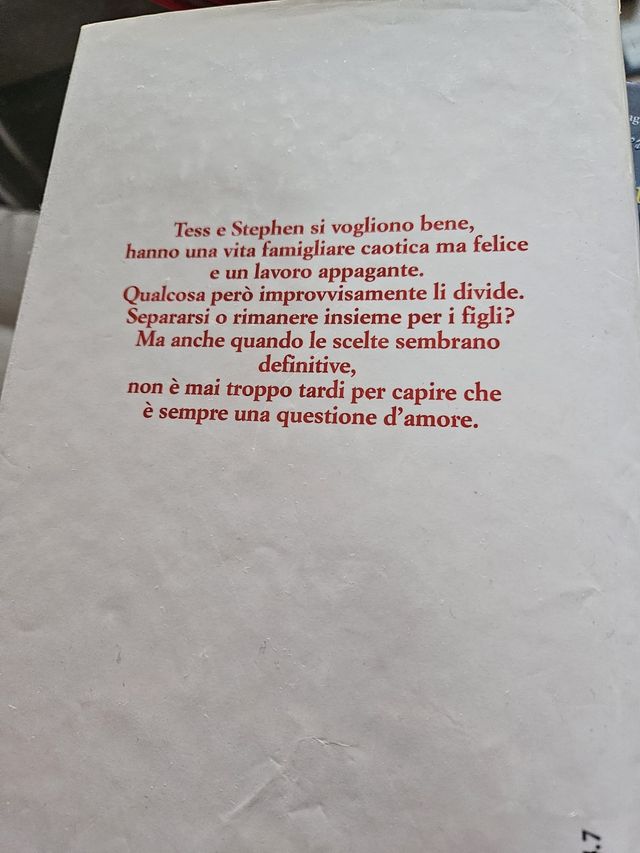 Tess e Stephen si vogliono bene,
hanno una vita famigliare caotica ma felice
e un lavoro appagante.
Qualcosa però improvvisamente li divide.
Separarsi o rimanere insieme per i figli?
Ma anche quando le scelte sembrano
definitive,
non è mai troppo tardi per capire che
è sempre una questione d'amore.